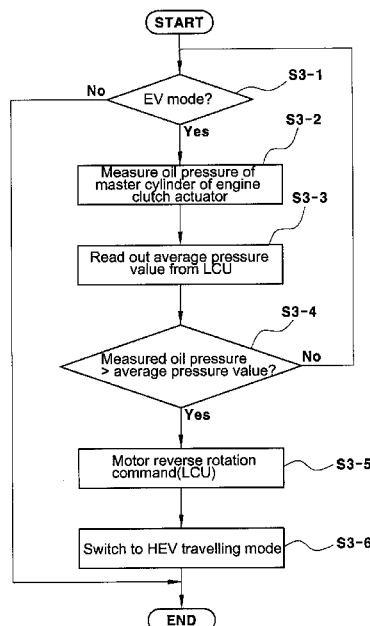 START
S3-1
No
EV mode?
Yes
S3-2
Measure oil pressure of
master cylinder of engine
clutch actuator
S3-3
Read out average pressure
value from LCU
S3-4
Measured oil pressure
> average pressure value?
No
Yes
Motor reverse rotation
command(LCU)
S3-5
Switch to HEV travelling mode
S3-6
END